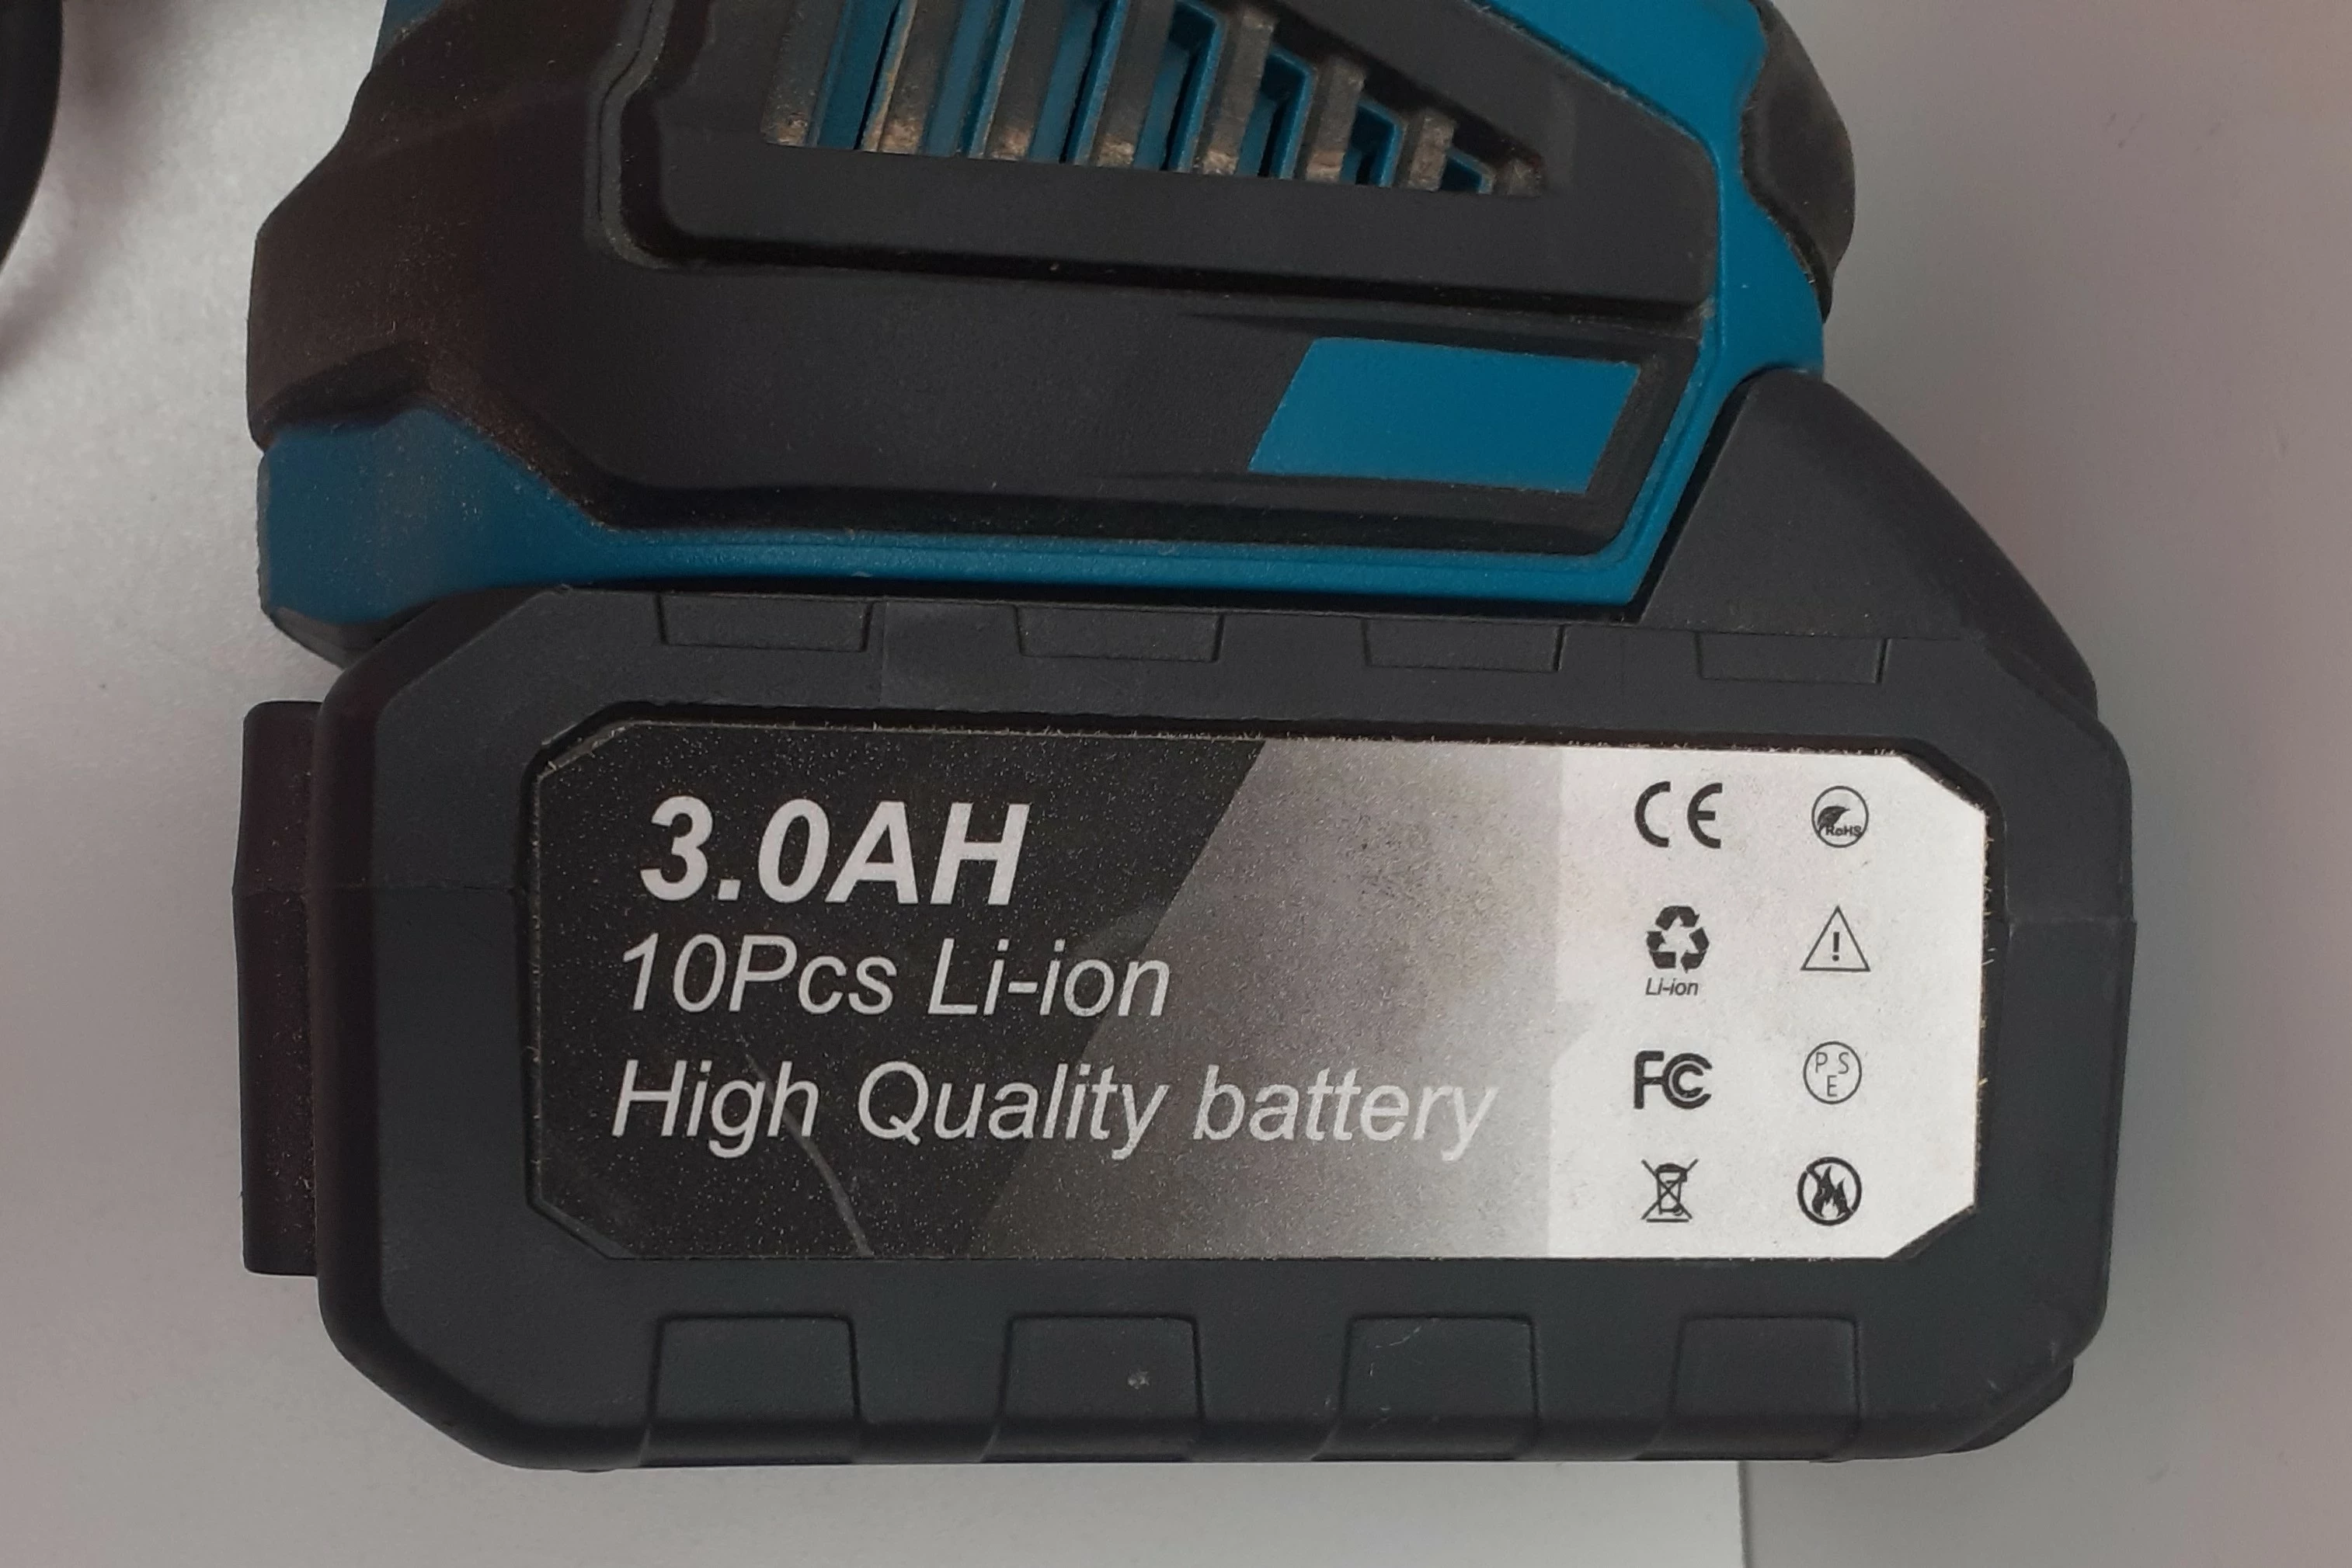 3.0AH
10Pcs Li-ion
High Quality battery
CE
RoHS
Li-ion
!
FC
PSE